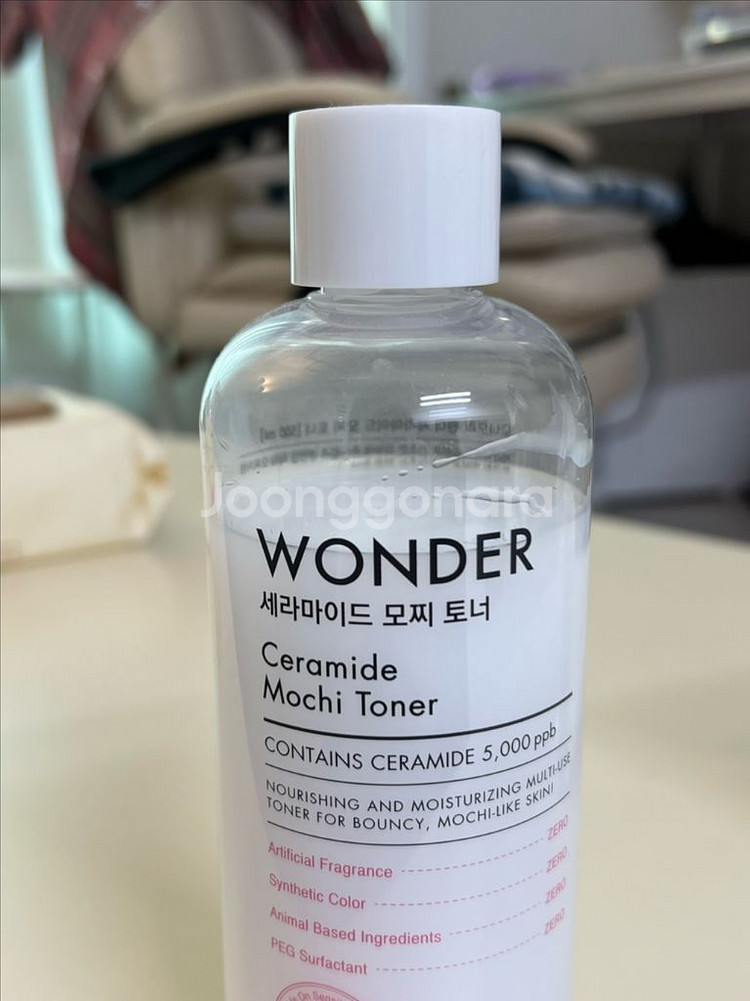 Joonggonara
WONDER
세라마이드 모찌 토너
Ceramide
Mochi Toner
CONTAINS CERAMIDE 5,000 ppb
NOURISHING AND MOISTURIZING MULTI-USE
TONER FOR BOUNCY, MOCHI-LIKE SKIN!
Artificial Fragrance ZERO
Synthetic Color ZERO
Animal Based Ingredients ZERO
PEG Surfactant ZERO